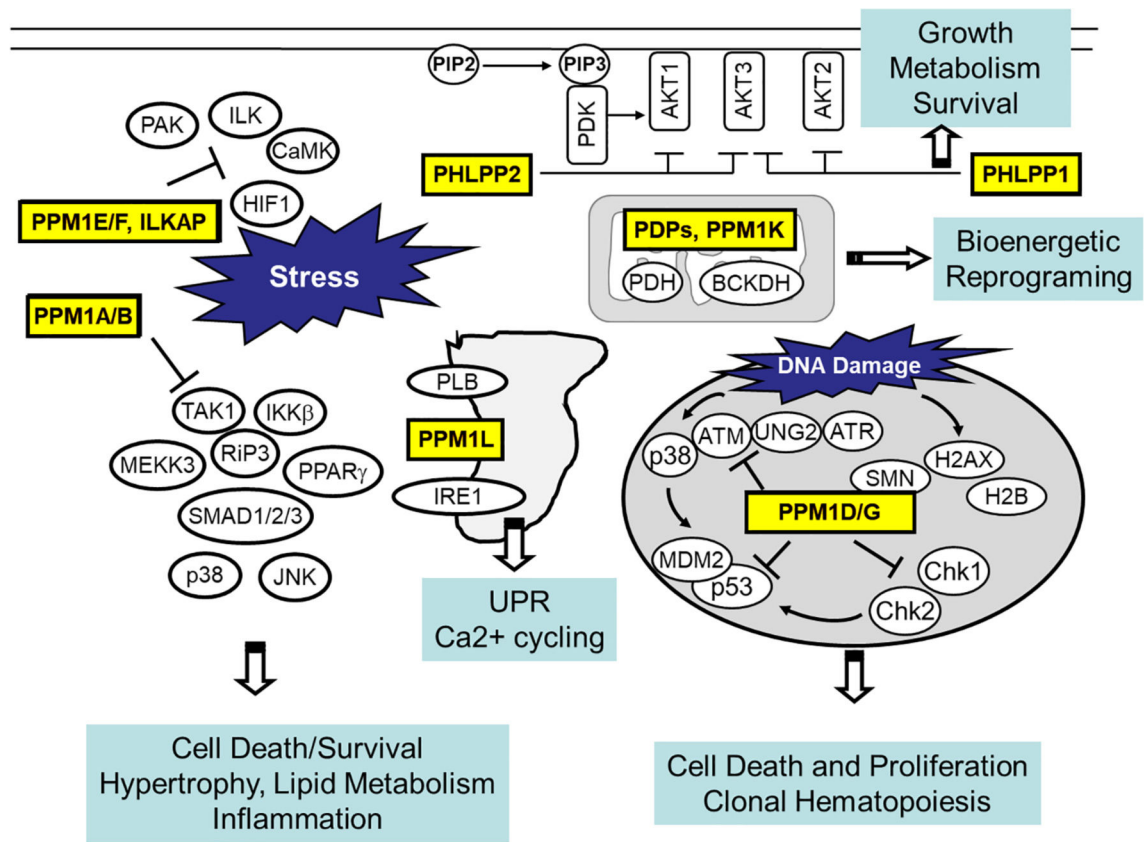 Growth
Metabolism
Survival
PIP2
PIP3
PDK
AKT1
AKT3
AKT2
PHLPP2
PHLPP1
PAK
ILK
CaMK
HIF1
PPM1E/F, ILKAP
Stress
PPM1A/B
PDPs, PPM1K
PDH
BCKDH
Bioenergetic
Reprograming
TAK1
IKKβ
RiP3
MEKK3
PPARγ
SMAD1/2/3
p38
JNK
PLB
PPM1L
IRE1
UPR
Ca2+ cycling
DNA Damage
p38
ATM
UNG2
ATR
H2AX
SMN
H2B
PPM1D/G
MDM2
p53
Chk1
Chk2
Cell Death/Survival
Hypertrophy, Lipid Metabolism
Inflammation
Cell Death and Proliferation
Clonal Hematopoiesis